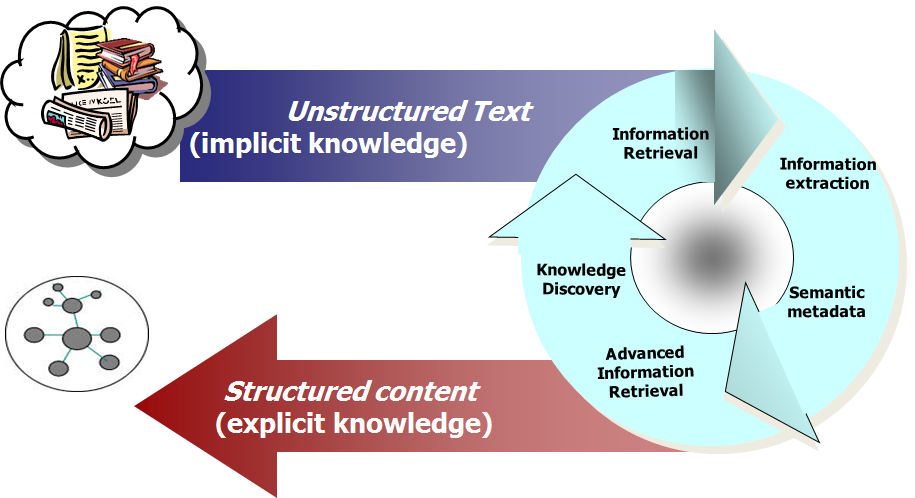 Unstructured Text
(implicit knowledge)
Information
Retrieval
Information
extraction
Semantic
metadata
Advanced
Information
Retrieval
Knowledge
Discovery
Structured content
(explicit knowledge)